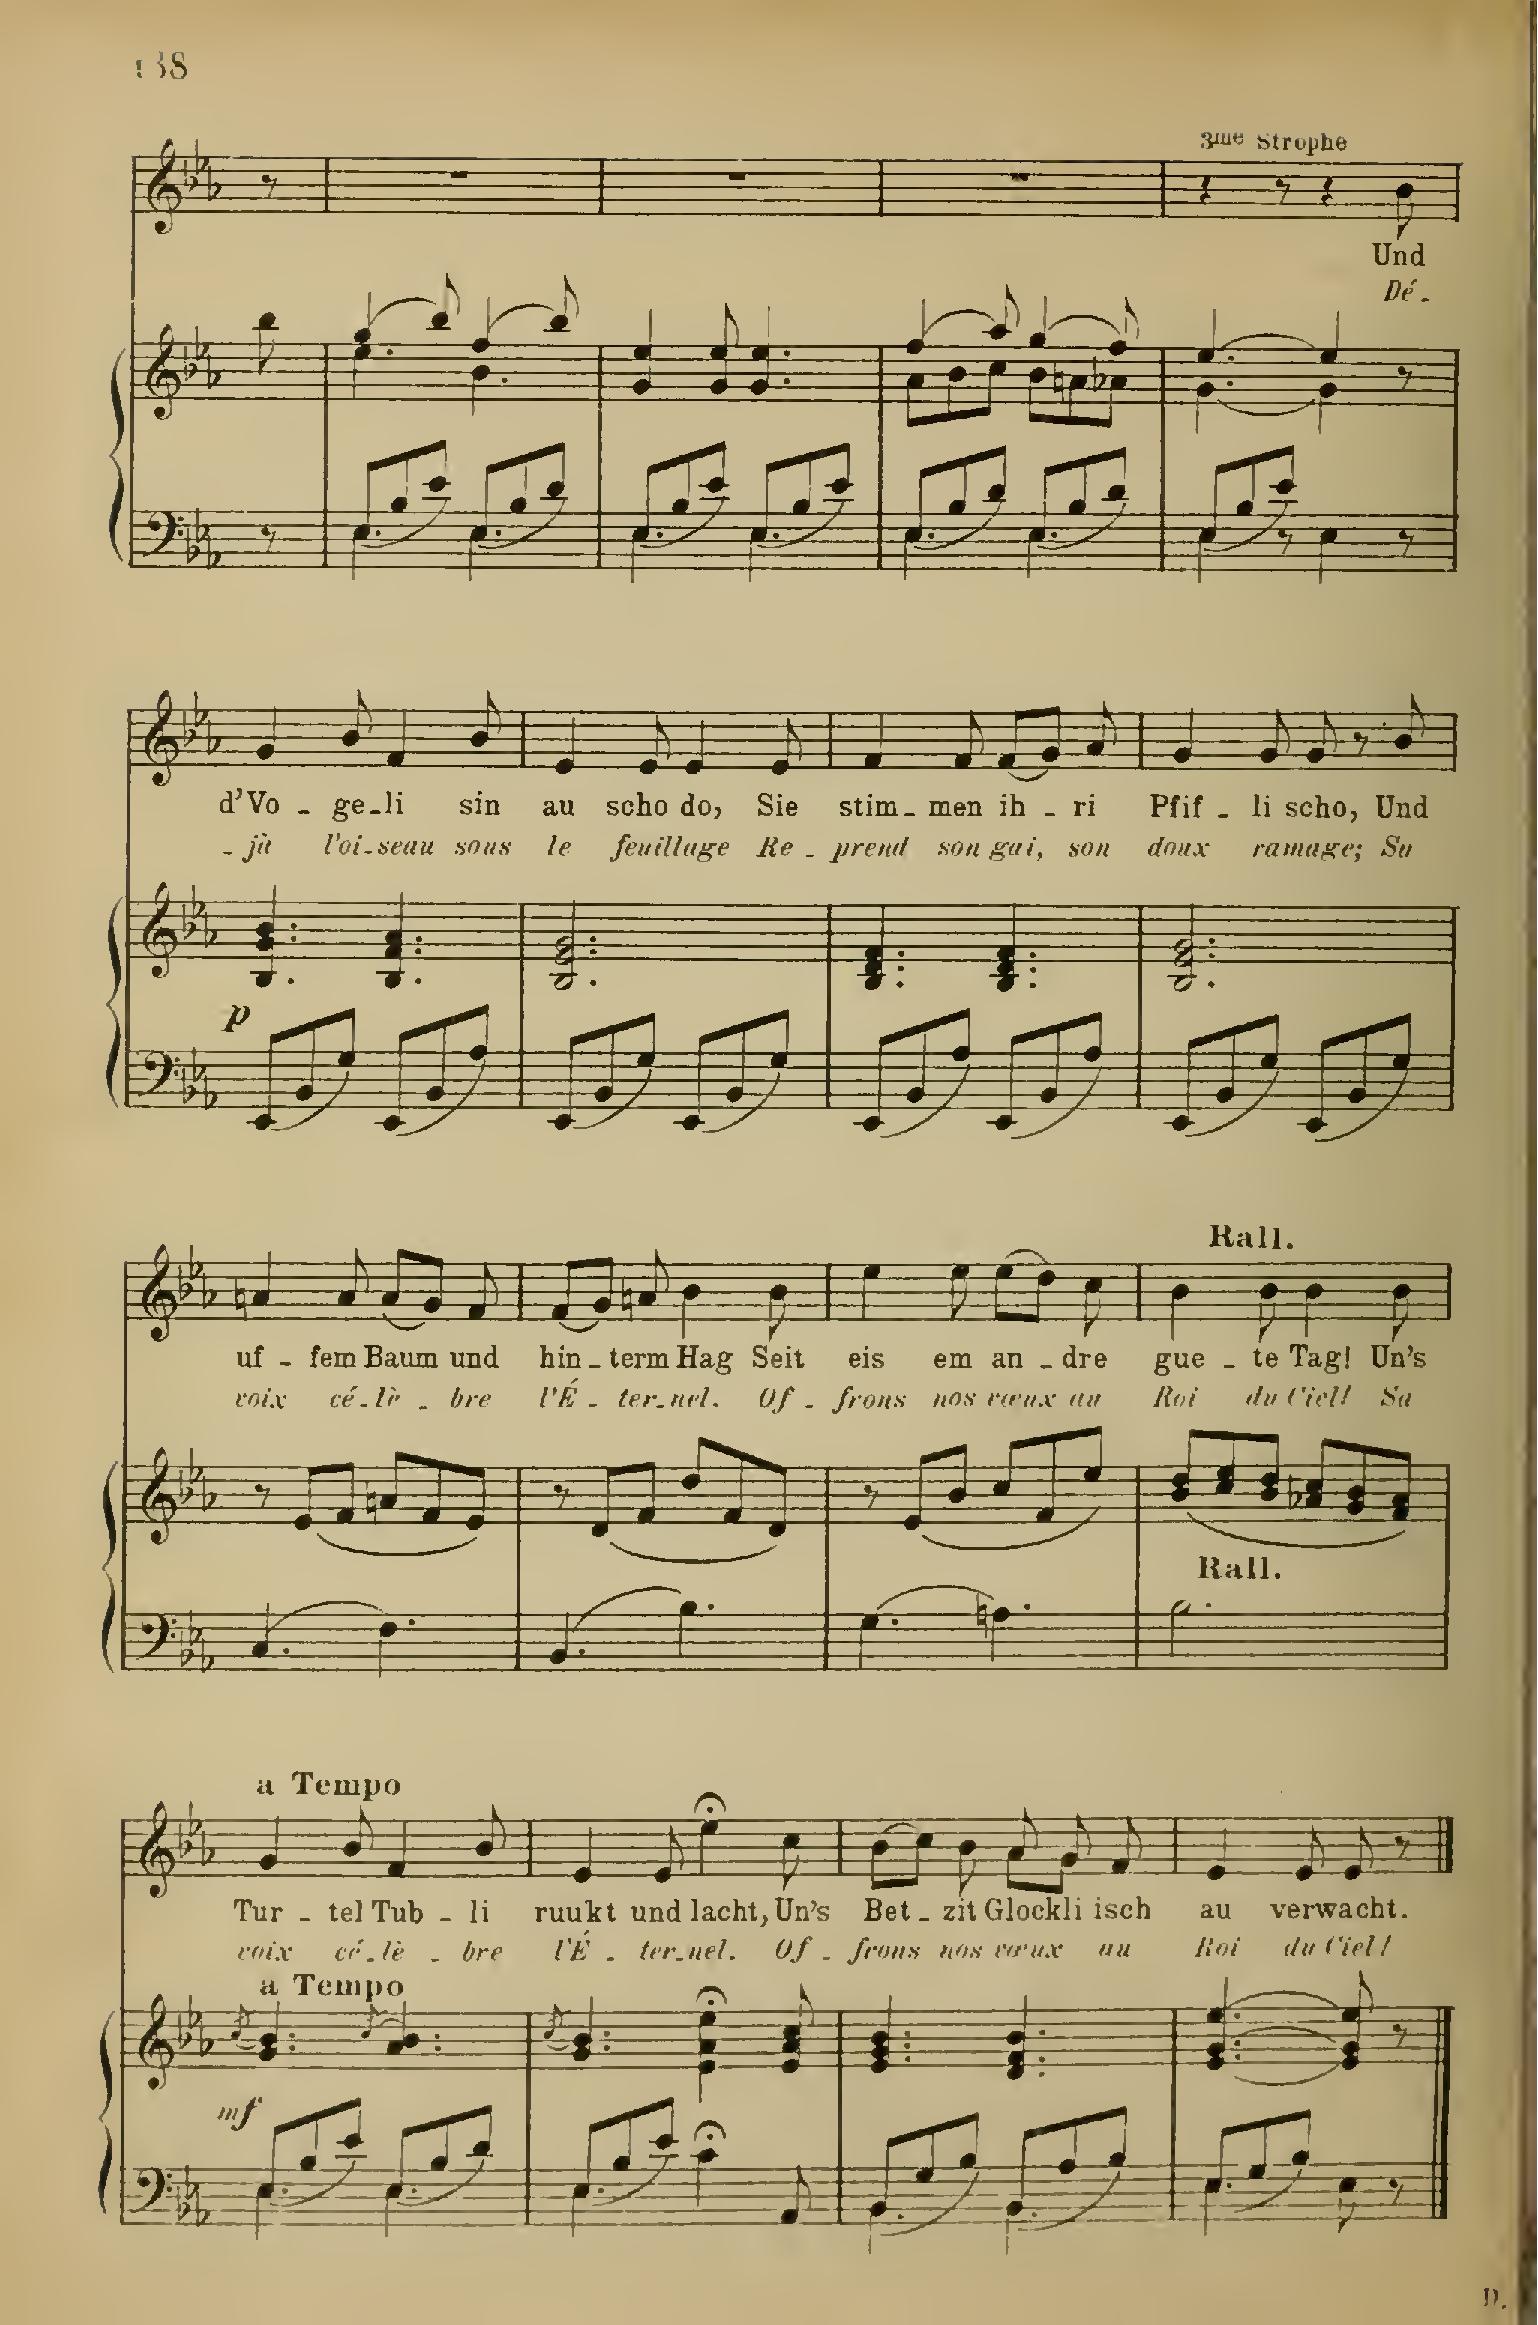 3me Strophe
Und
Dé -
d'Vo - ge - li sin au scho do, Sie stim - men ih - ri Pfif - li scho, Und
- jà l'oi - seau sous le feuillage Re - prend son gai, son doux ramage; Sa
p
Rall.
uf - fem Baum und hin - term Hag Seit eis em an - dre gue - te Tag! Un's
voix cé - lè - bre l'É - ter - nel. Of - frons nos vœux au Roi du Ciel! Sa
Rall.
a Tempo
Tur - tel Tub - li ruukt und lacht, Un's Bet - zit Glockli isch au verwacht.
voix cé - lè - bre l'É - ter - nel. Of - frons nos vœux au Roi du Ciel!
a Tempo
mf
D.